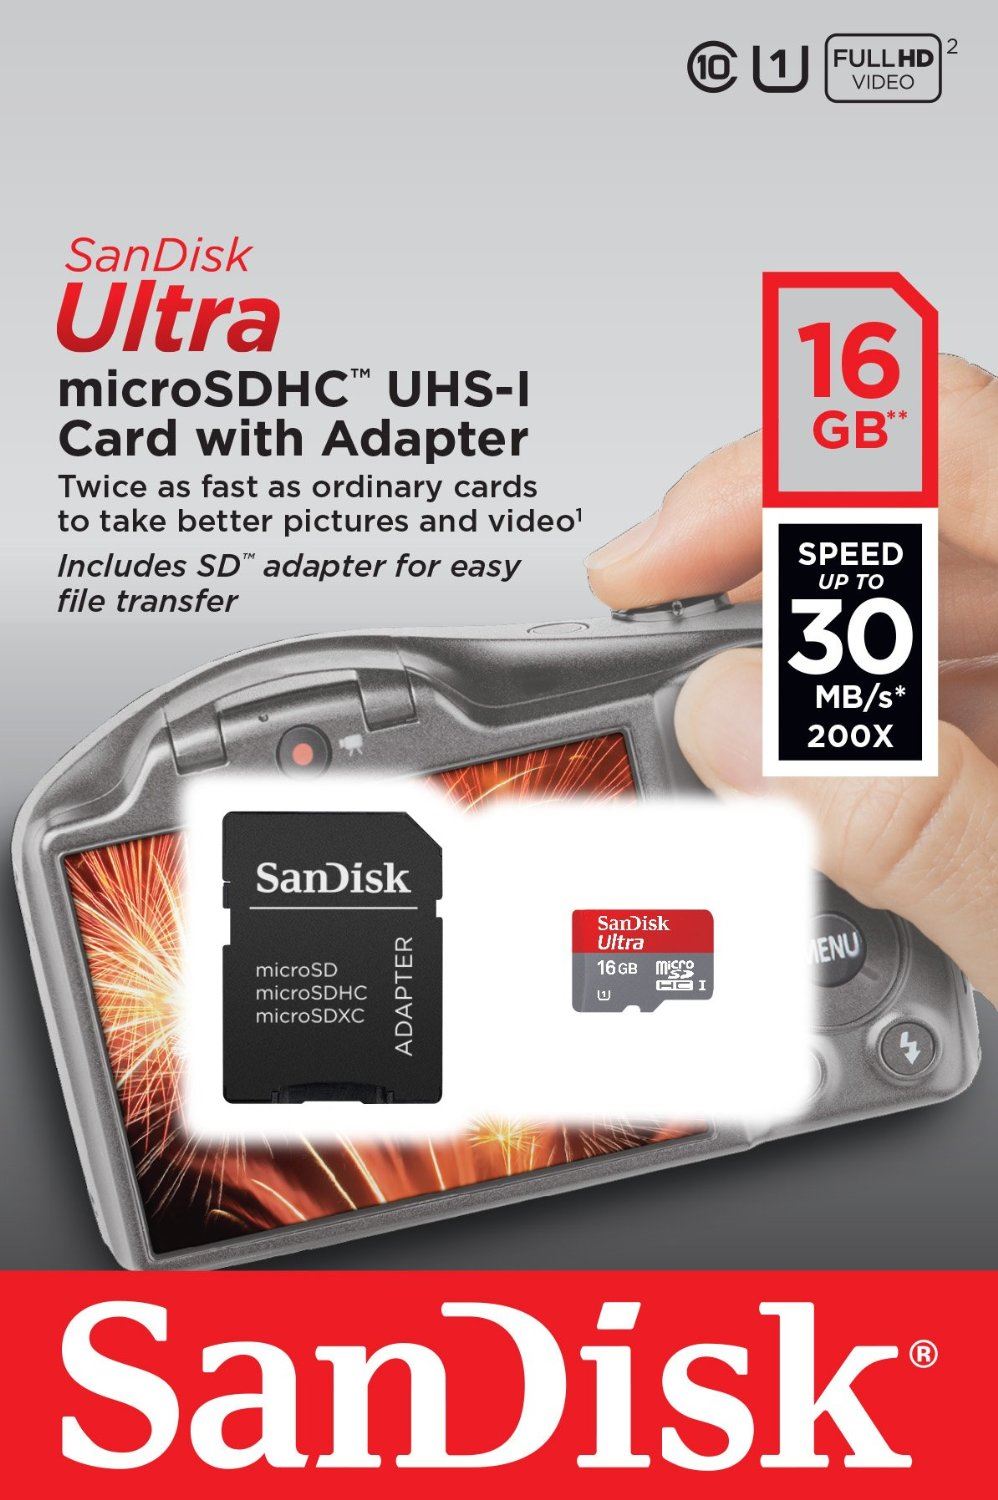 10 U1 FULL HD VIDEO 2
SanDisk
Ultra
microSDHC™ UHS-I
Card with Adapter
Twice as fast as ordinary cards
to take better pictures and video¹
Includes SD™ adapter for easy
file transfer
16
GB**
SPEED
UP TO
30
MB/s*
200X
SanDisk
microSD
microSDHC
microSDXC
ADAPTER
SanDisk
Ultra
16GB
micro
SD
HC I
U1
MENU
SanDisk®